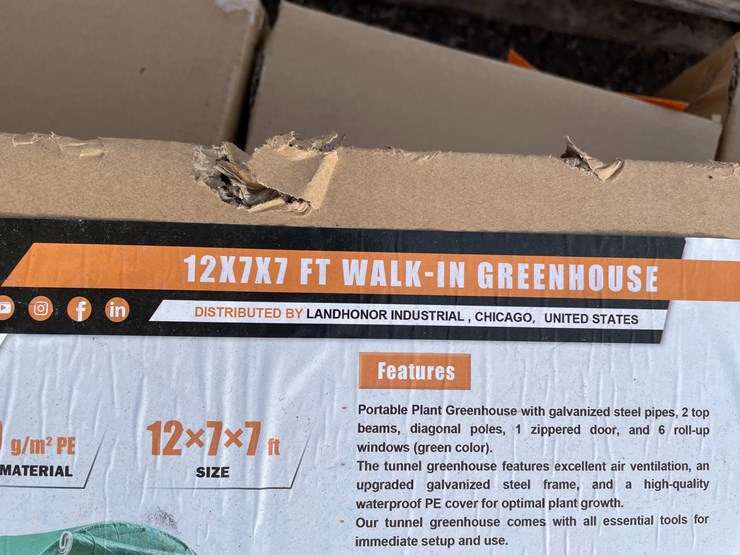 12X7X7 FT WALK-IN GREENHOUSE
in
DISTRIBUTED BY LANDHONOR INDUSTRIAL , CHICAGO, UNITED STATES
Features
g/m² PE
MATERIAL
12×7×7 ft
SIZE
- Portable Plant Greenhouse with galvanized steel pipes, 2 top
beams, diagonal poles, 1 zippered door, and 6 roll-up
windows (green color).
- The tunnel greenhouse features excellent air ventilation, an
upgraded galvanized steel frame, and a high-quality
waterproof PE cover for optimal plant growth.
- Our tunnel greenhouse comes with all essential tools for
immediate setup and use.